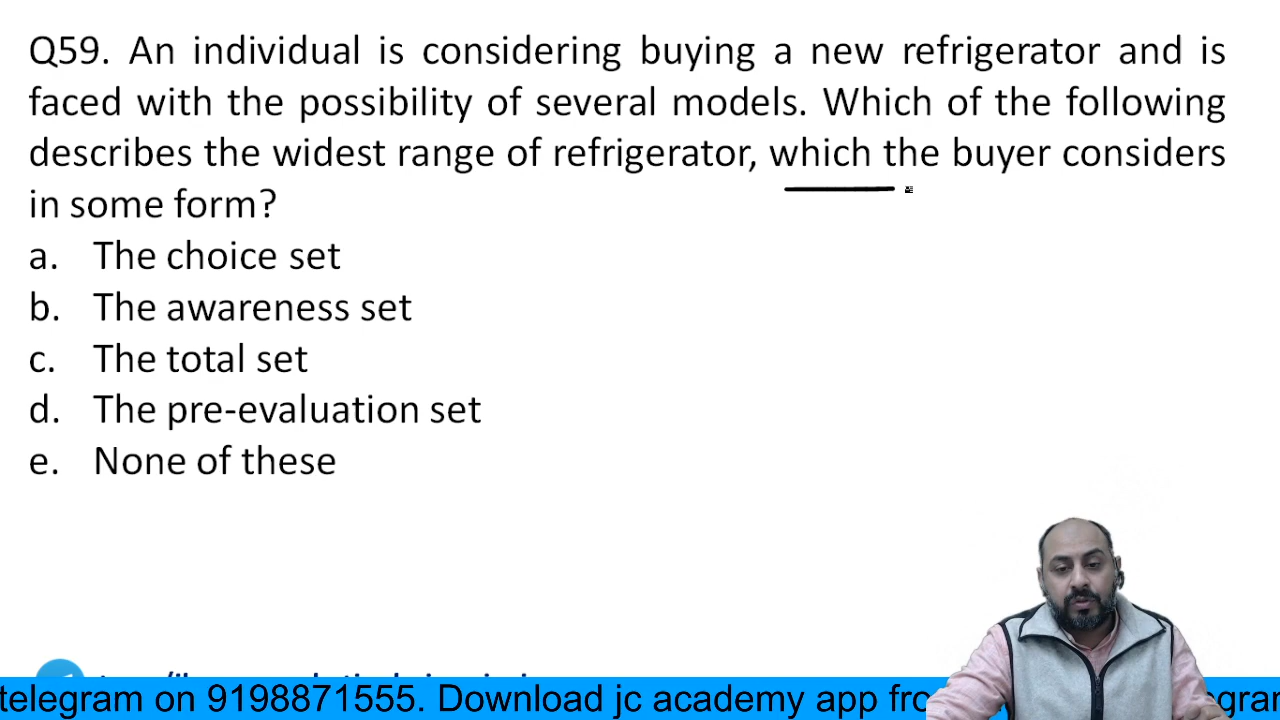 Q59. An individual is considering buying a new refrigerator and is
faced with the possibility of several models. Which of the following
describes the widest range of refrigerator, which the buyer considers
in some form?
a. The choice set
b. The awareness set
c. The total set
d. The pre-evaluation set
e. None of these
telegram on 9198871555. Download jc academy app